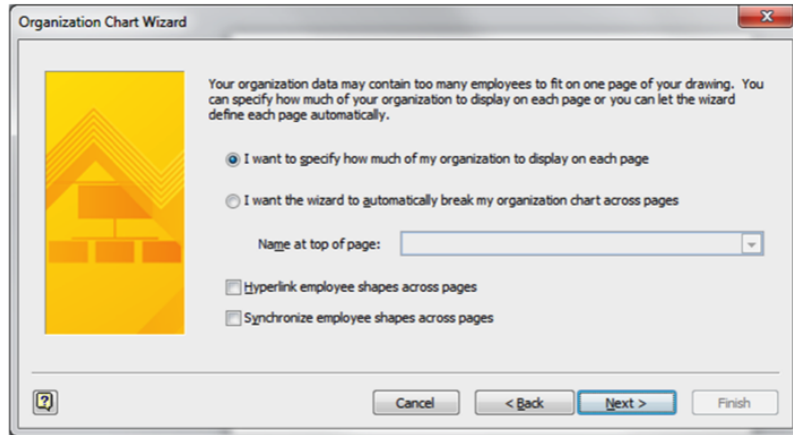 Organization Chart Wizard
Your organization data may contain too many employees to fit on one page of your drawing. You
can specify how much of your organization to display on each page or you can let the wizard
define each page automatically.
I want to specify how much of my organization to display on each page
I want the wizard to automatically break my organization chart across pages
Name at top of page:
Hyperlink employee shapes across pages
Synchronize employee shapes across pages
Cancel
< Back
Next >
Finish